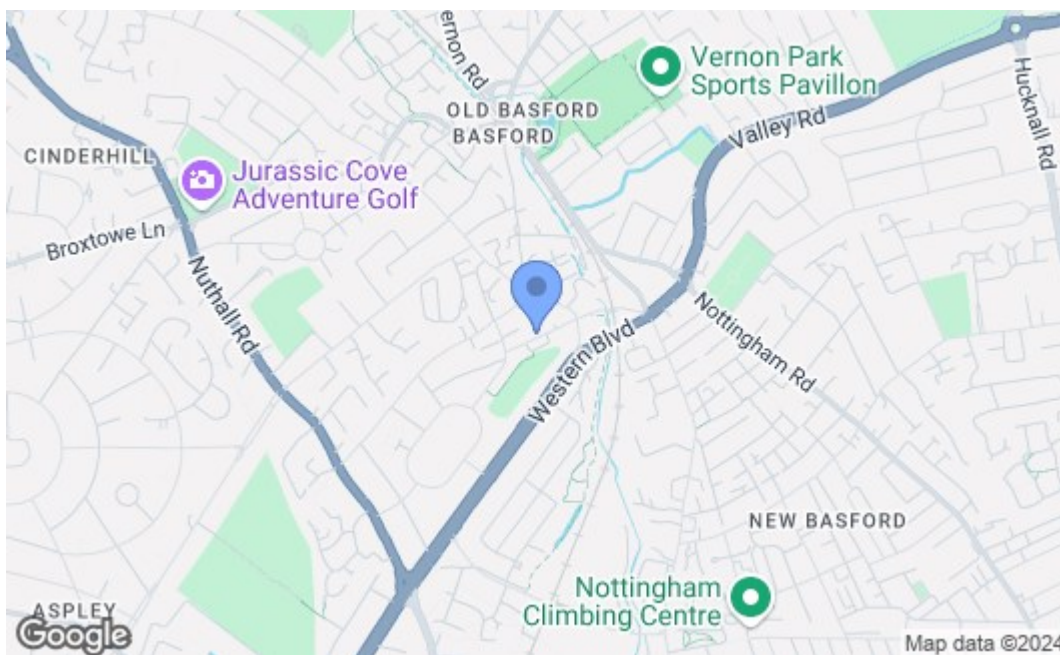 ernon Rd
Vernon Park
Sports Pavillon
OLD BASFORD
BASFORD
Hucknall Rd
Valley Rd
CINDERHILL
Jurassic Cove
Adventure Golf
Broxtowe Ln
Nuthall Rd
Western Blvd
Nottingham Rd
NEW BASFORD
Nottingham
Climbing Centre
ASPLEY
Google
Map data ©2024